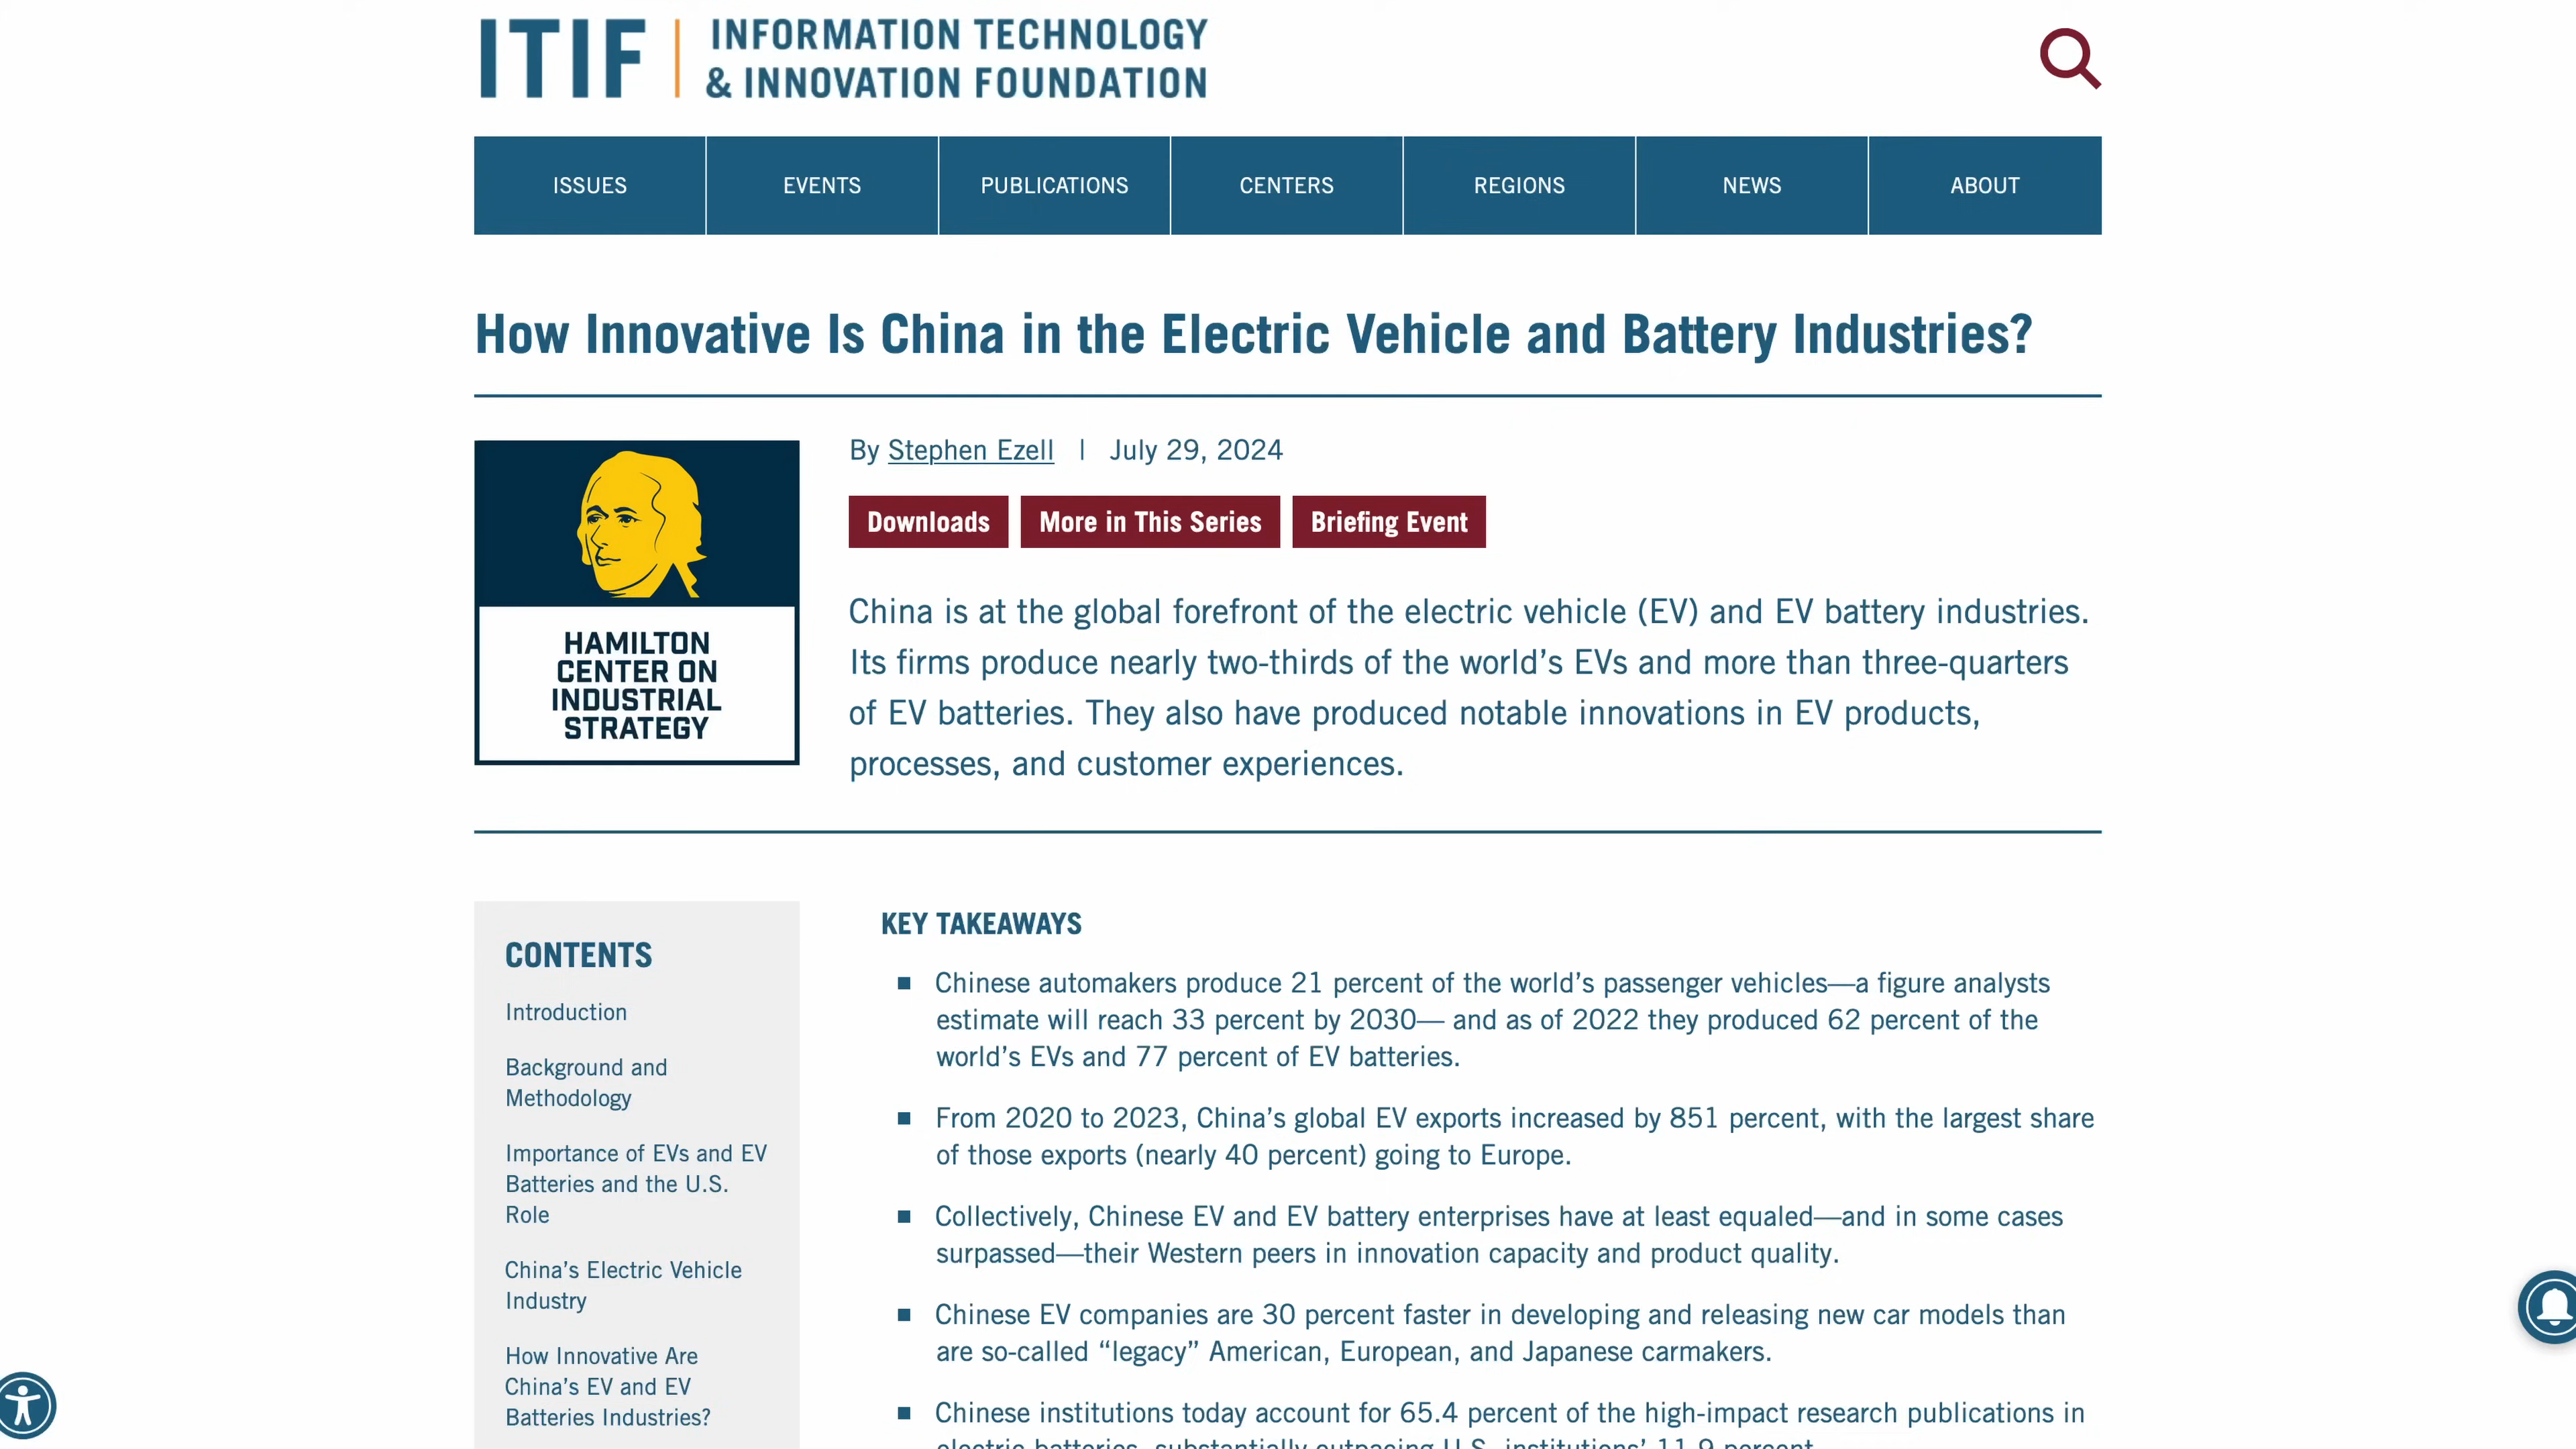 ITIF
INFORMATION TECHNOLOGY
& INNOVATION FOUNDATION
ISSUES
EVENTS
PUBLICATIONS
CENTERS
REGIONS
NEWS
ABOUT
How Innovative Is China in the Electric Vehicle and Battery Industries?
HAMILTON
CENTER ON
INDUSTRIAL
STRATEGY
By Stephen Ezell | July 29, 2024
Downloads
More in This Series
Briefing Event
China is at the global forefront of the electric vehicle (EV) and EV battery industries.
Its firms produce nearly two-thirds of the world’s EVs and more than three-quarters
of EV batteries. They also have produced notable innovations in EV products,
processes, and customer experiences.
CONTENTS
Introduction
Background and
Methodology
Importance of EVs and EV
Batteries and the U.S.
Role
China’s Electric Vehicle
Industry
How Innovative Are
China’s EV and EV
Batteries Industries?
KEY TAKEAWAYS
Chinese automakers produce 21 percent of the world’s passenger vehicles—a figure analysts
estimate will reach 33 percent by 2030— and as of 2022 they produced 62 percent of the
world’s EVs and 77 percent of EV batteries.
From 2020 to 2023, China’s global EV exports increased by 851 percent, with the largest share
of those exports (nearly 40 percent) going to Europe.
Collectively, Chinese EV and EV battery enterprises have at least equaled—and in some cases
surpassed—their Western peers in innovation capacity and product quality.
Chinese EV companies are 30 percent faster in developing and releasing new car models than
are so-called “legacy” American, European, and Japanese carmakers.
Chinese institutions today account for 65.4 percent of the high-impact research publications in
electric batteries, substantially outpacing U.S. institutions’ 11.9 percent.